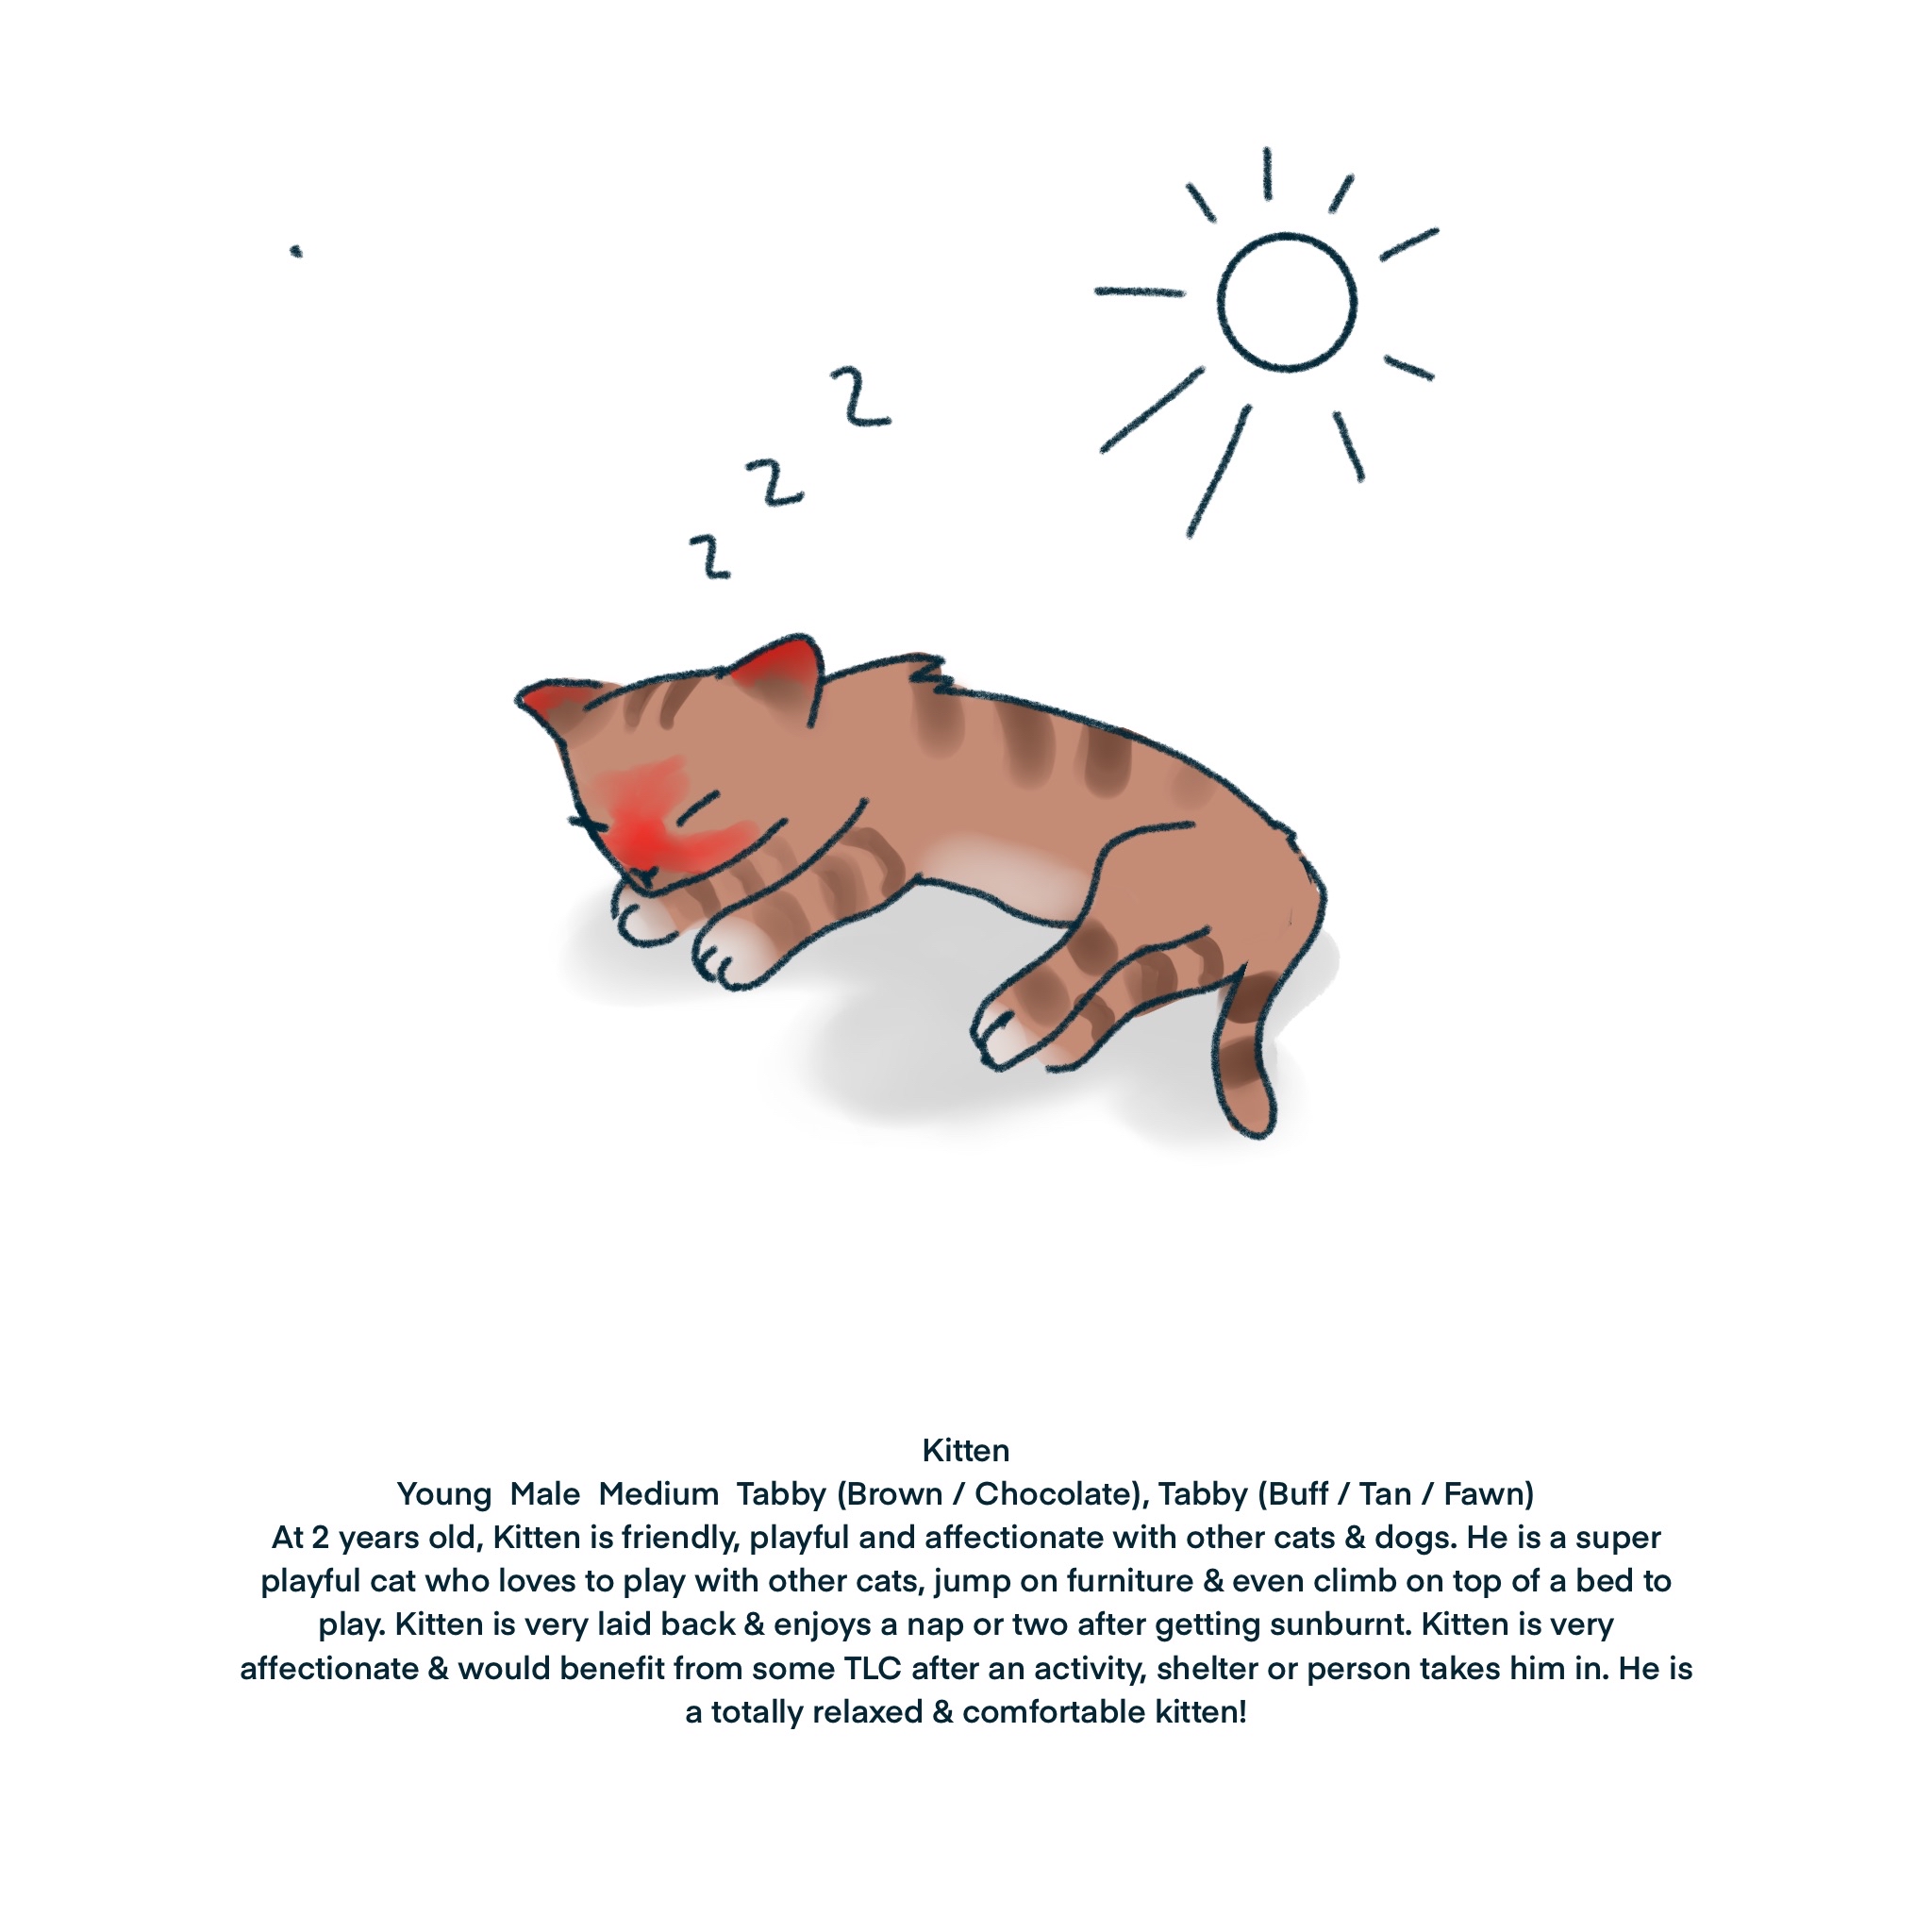 z
z
z
Kitten
Young Male Medium Tabby (Brown / Chocolate), Tabby (Buff / Tan / Fawn)
At 2 years old, Kitten is friendly, playful and affectionate with other cats & dogs. He is a super
playful cat who loves to play with other cats, jump on furniture & even climb on top of a bed to
play. Kitten is very laid back & enjoys a nap or two after getting sunburnt. Kitten is very
affectionate & would benefit from some TLC after an activity, shelter or person takes him in. He is
a totally relaxed & comfortable kitten!